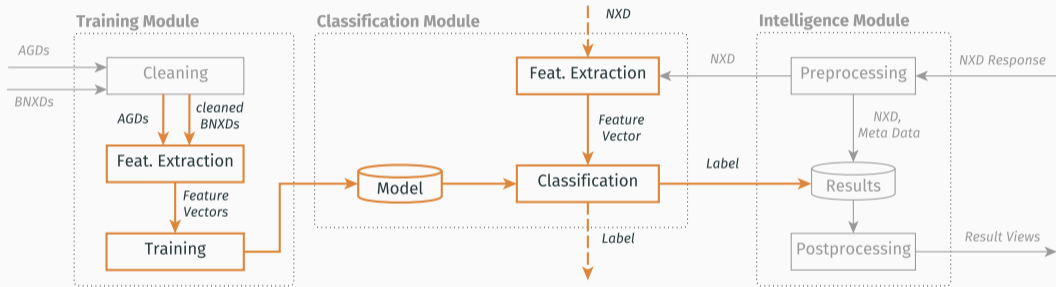 Training Module
AGDs
BNXDs
Cleaning
AGDs
cleaned
BNXDs
Feat. Extraction
Feature
Vectors
Training
Classification Module
NXD
Feat. Extraction
Feature
Vector
Model
Classification
Label
Label
Intelligence Module
NXD Response
NXD
Preprocessing
NXD,
Meta Data
Results
Postprocessing
Result Views